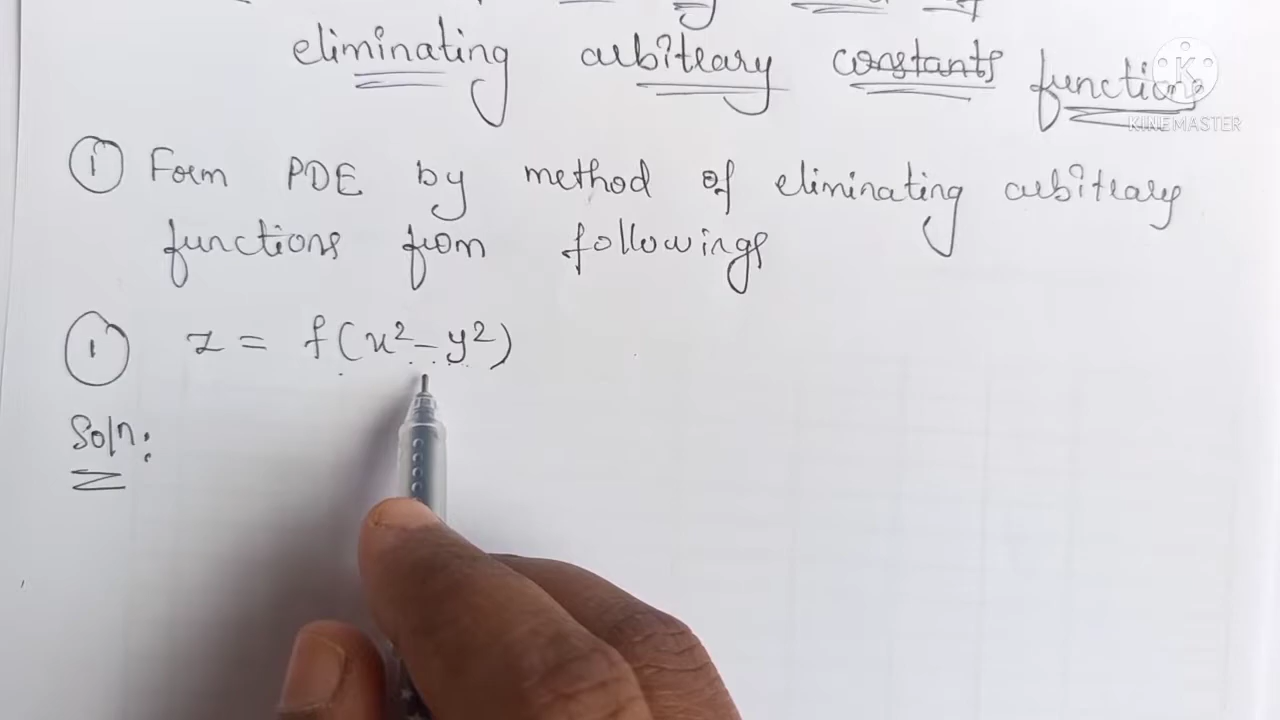 eliminating arbitrary constants functions
KINEMASTER
① Form PDE by method of eliminating arbitrary
functions from followings
① z = f(x²-y²)
Soln: